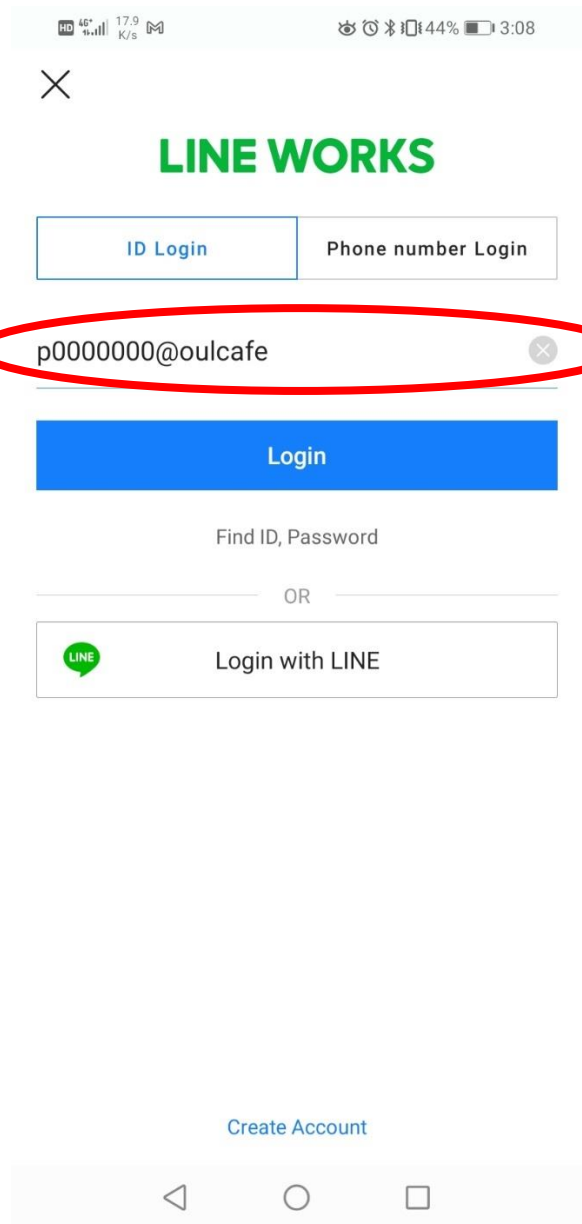 HD 4G+ 17.9 K/s 44% 3:08
LINE WORKS
ID Login Phone number Login
p0000000@oulcafe
Login
Find ID, Password
OR
LINE Login with LINE
Create Account